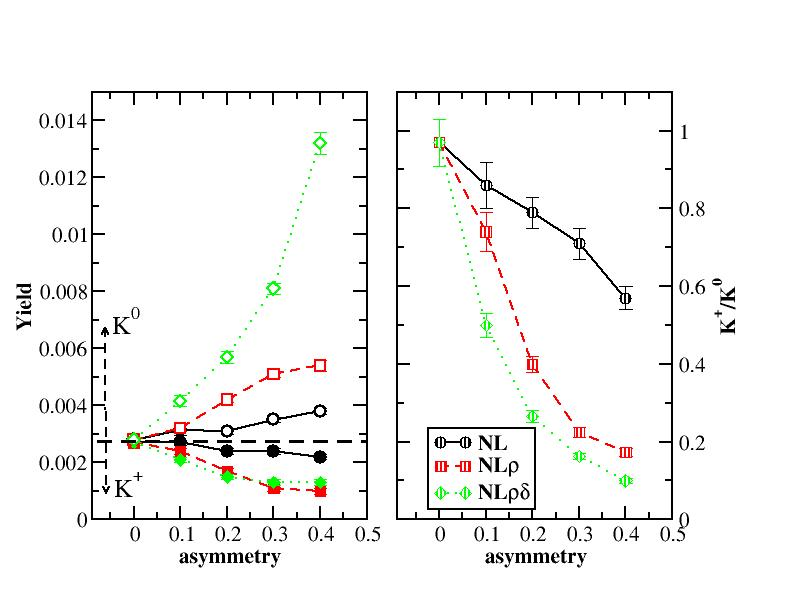 0.014
0.012
0.01
0.008
0.006
0.004
0.002
0
Yield
K⁰
K⁺
0 0.1 0.2 0.3 0.4 0.5
asymmetry
1
0.8
0.6
0.4
0.2
0
K⁺/K⁰
NL
NLρ
NLρδ
0 0.1 0.2 0.3 0.4 0.5
asymmetry